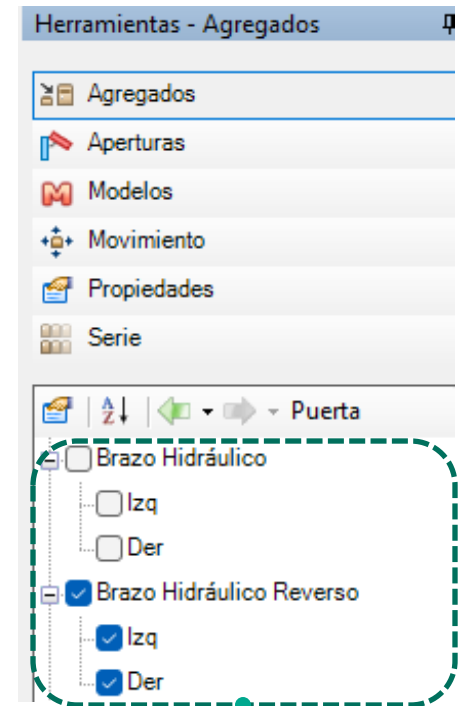 Herramientas - Agregados
Agregados
Aperturas
Modelos
Movimiento
Propiedades
Serie
Puerta
Brazo Hidráulico
Izq
Der
Brazo Hidráulico Reverso
Izq
Der